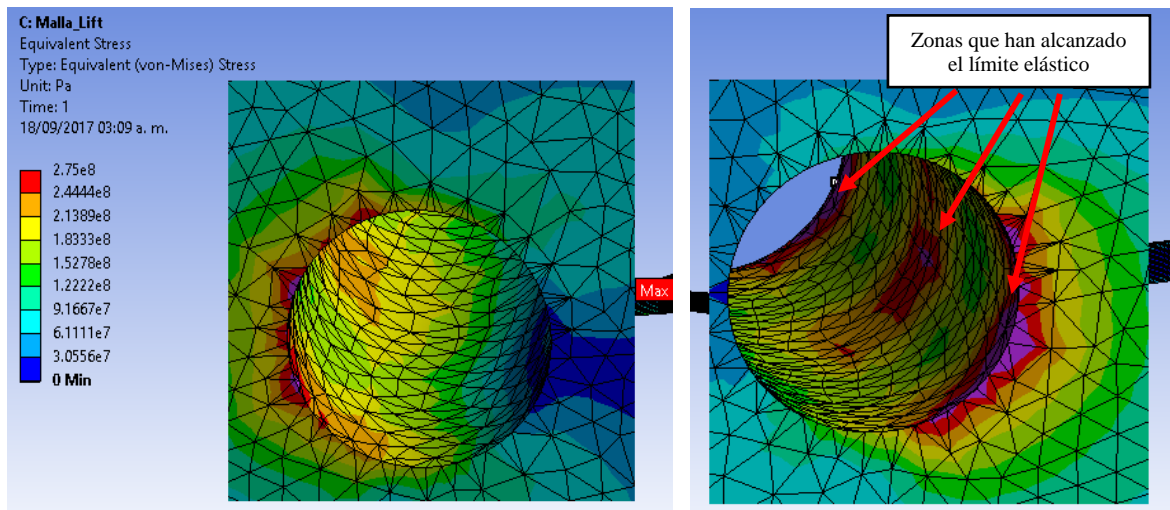 C: Malla_Lift
Equivalent Stress
Type: Equivalent (von-Mises) Stress
Unit: Pa
Time: 1
18/09/2017 03:09 a. m.
2.75e8
2.4444e8
2.1389e8
1.8333e8
1.5278e8
1.2222e8
9.1667e7
6.1111e7
3.0556e7
0 Min
Max
Zonas que han alcanzado
el límite elástico